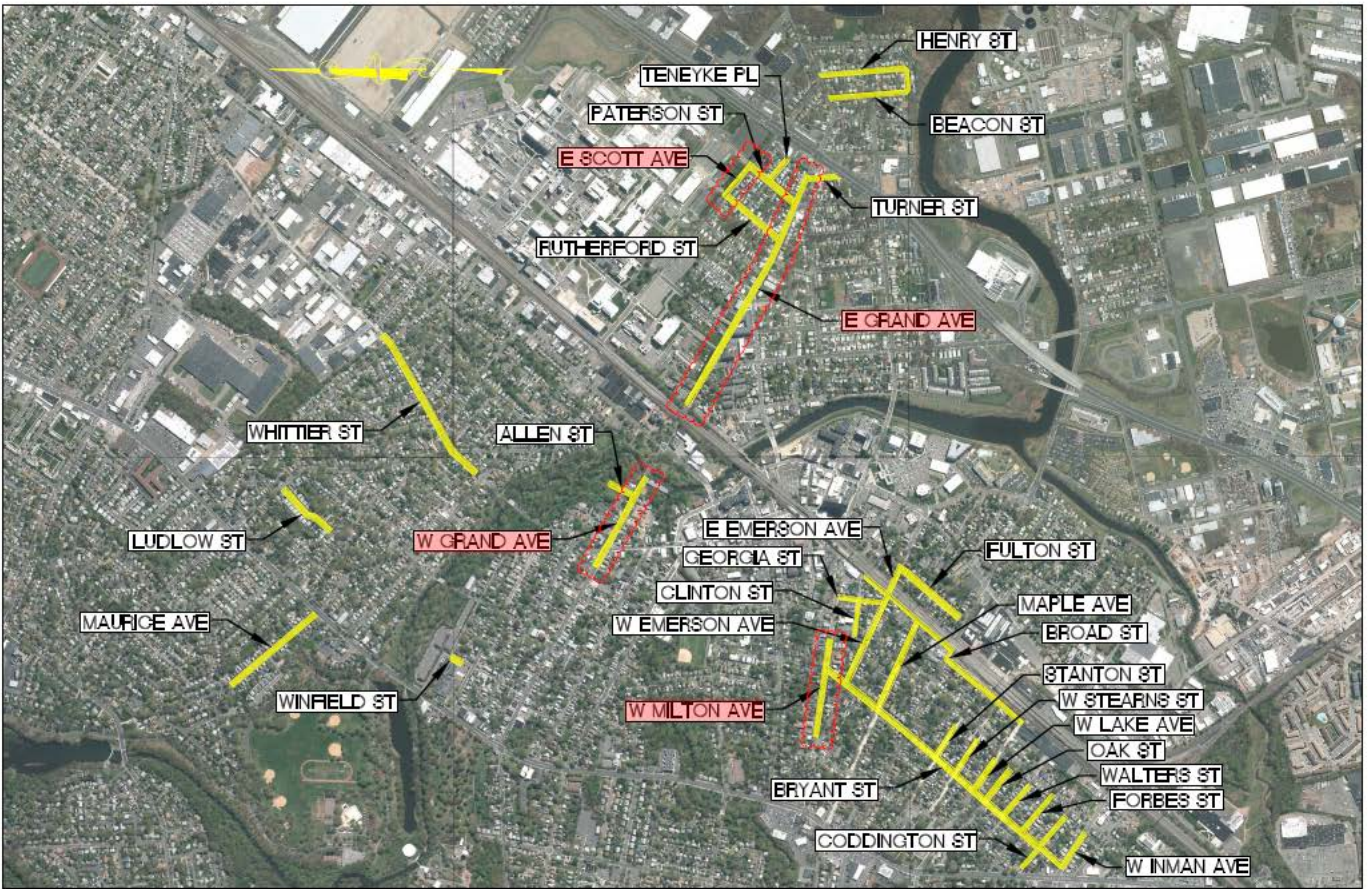 HENRY ST
TENEYKE PL
PATERSON ST
BEACON ST
E SCOTT AVE
TURNER ST
RUTHERFORD ST
E GRAND AVE
WHITTIER ST
ALLEN ST
LUDLOW ST
W GRAND AVE
E EMERSON AVE
GEORGIA ST
FULTON ST
CLINTON ST
MAPLE AVE
MAURICE AVE
W EMERSON AVE
BROAD ST
STANTON ST
WINFIELD ST
W STEARNS ST
W MILTON AVE
W LAKE AVE
OAK ST
WALTERS ST
BRYANT ST
FORBES ST
CODDINGTON ST
W INMAN AVE